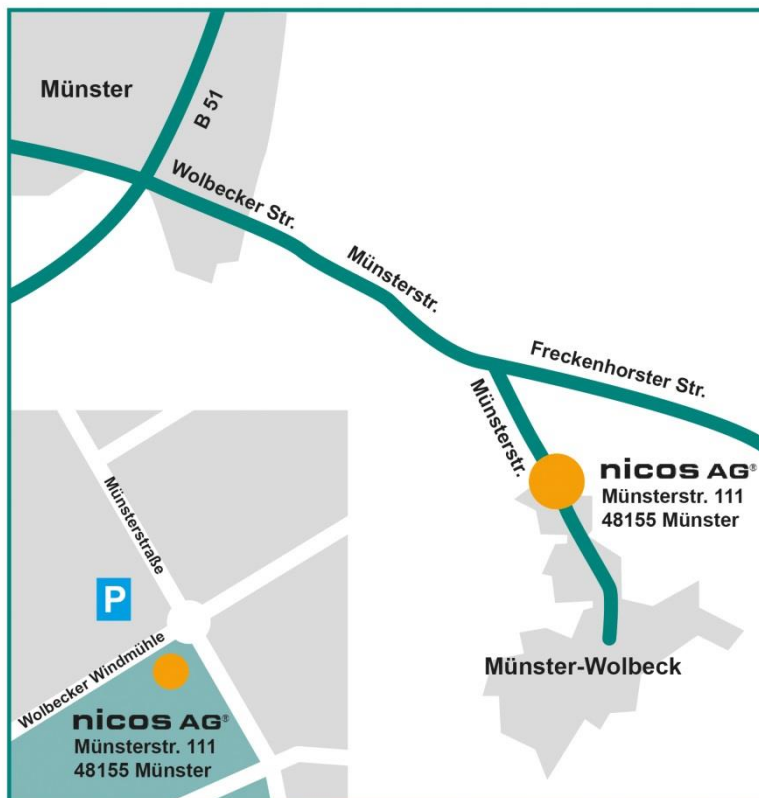 Münster
B 51
Wolbecker Str.
Münsterstr.
Freckenhorster Str.
Münsterstr.
nicos AG®
Münsterstr. 111
48155 Münster
Münster-Wolbeck
Münsterstraße
P
Wolbecker Windmühle
nicos AG®
Münsterstr. 111
48155 Münster